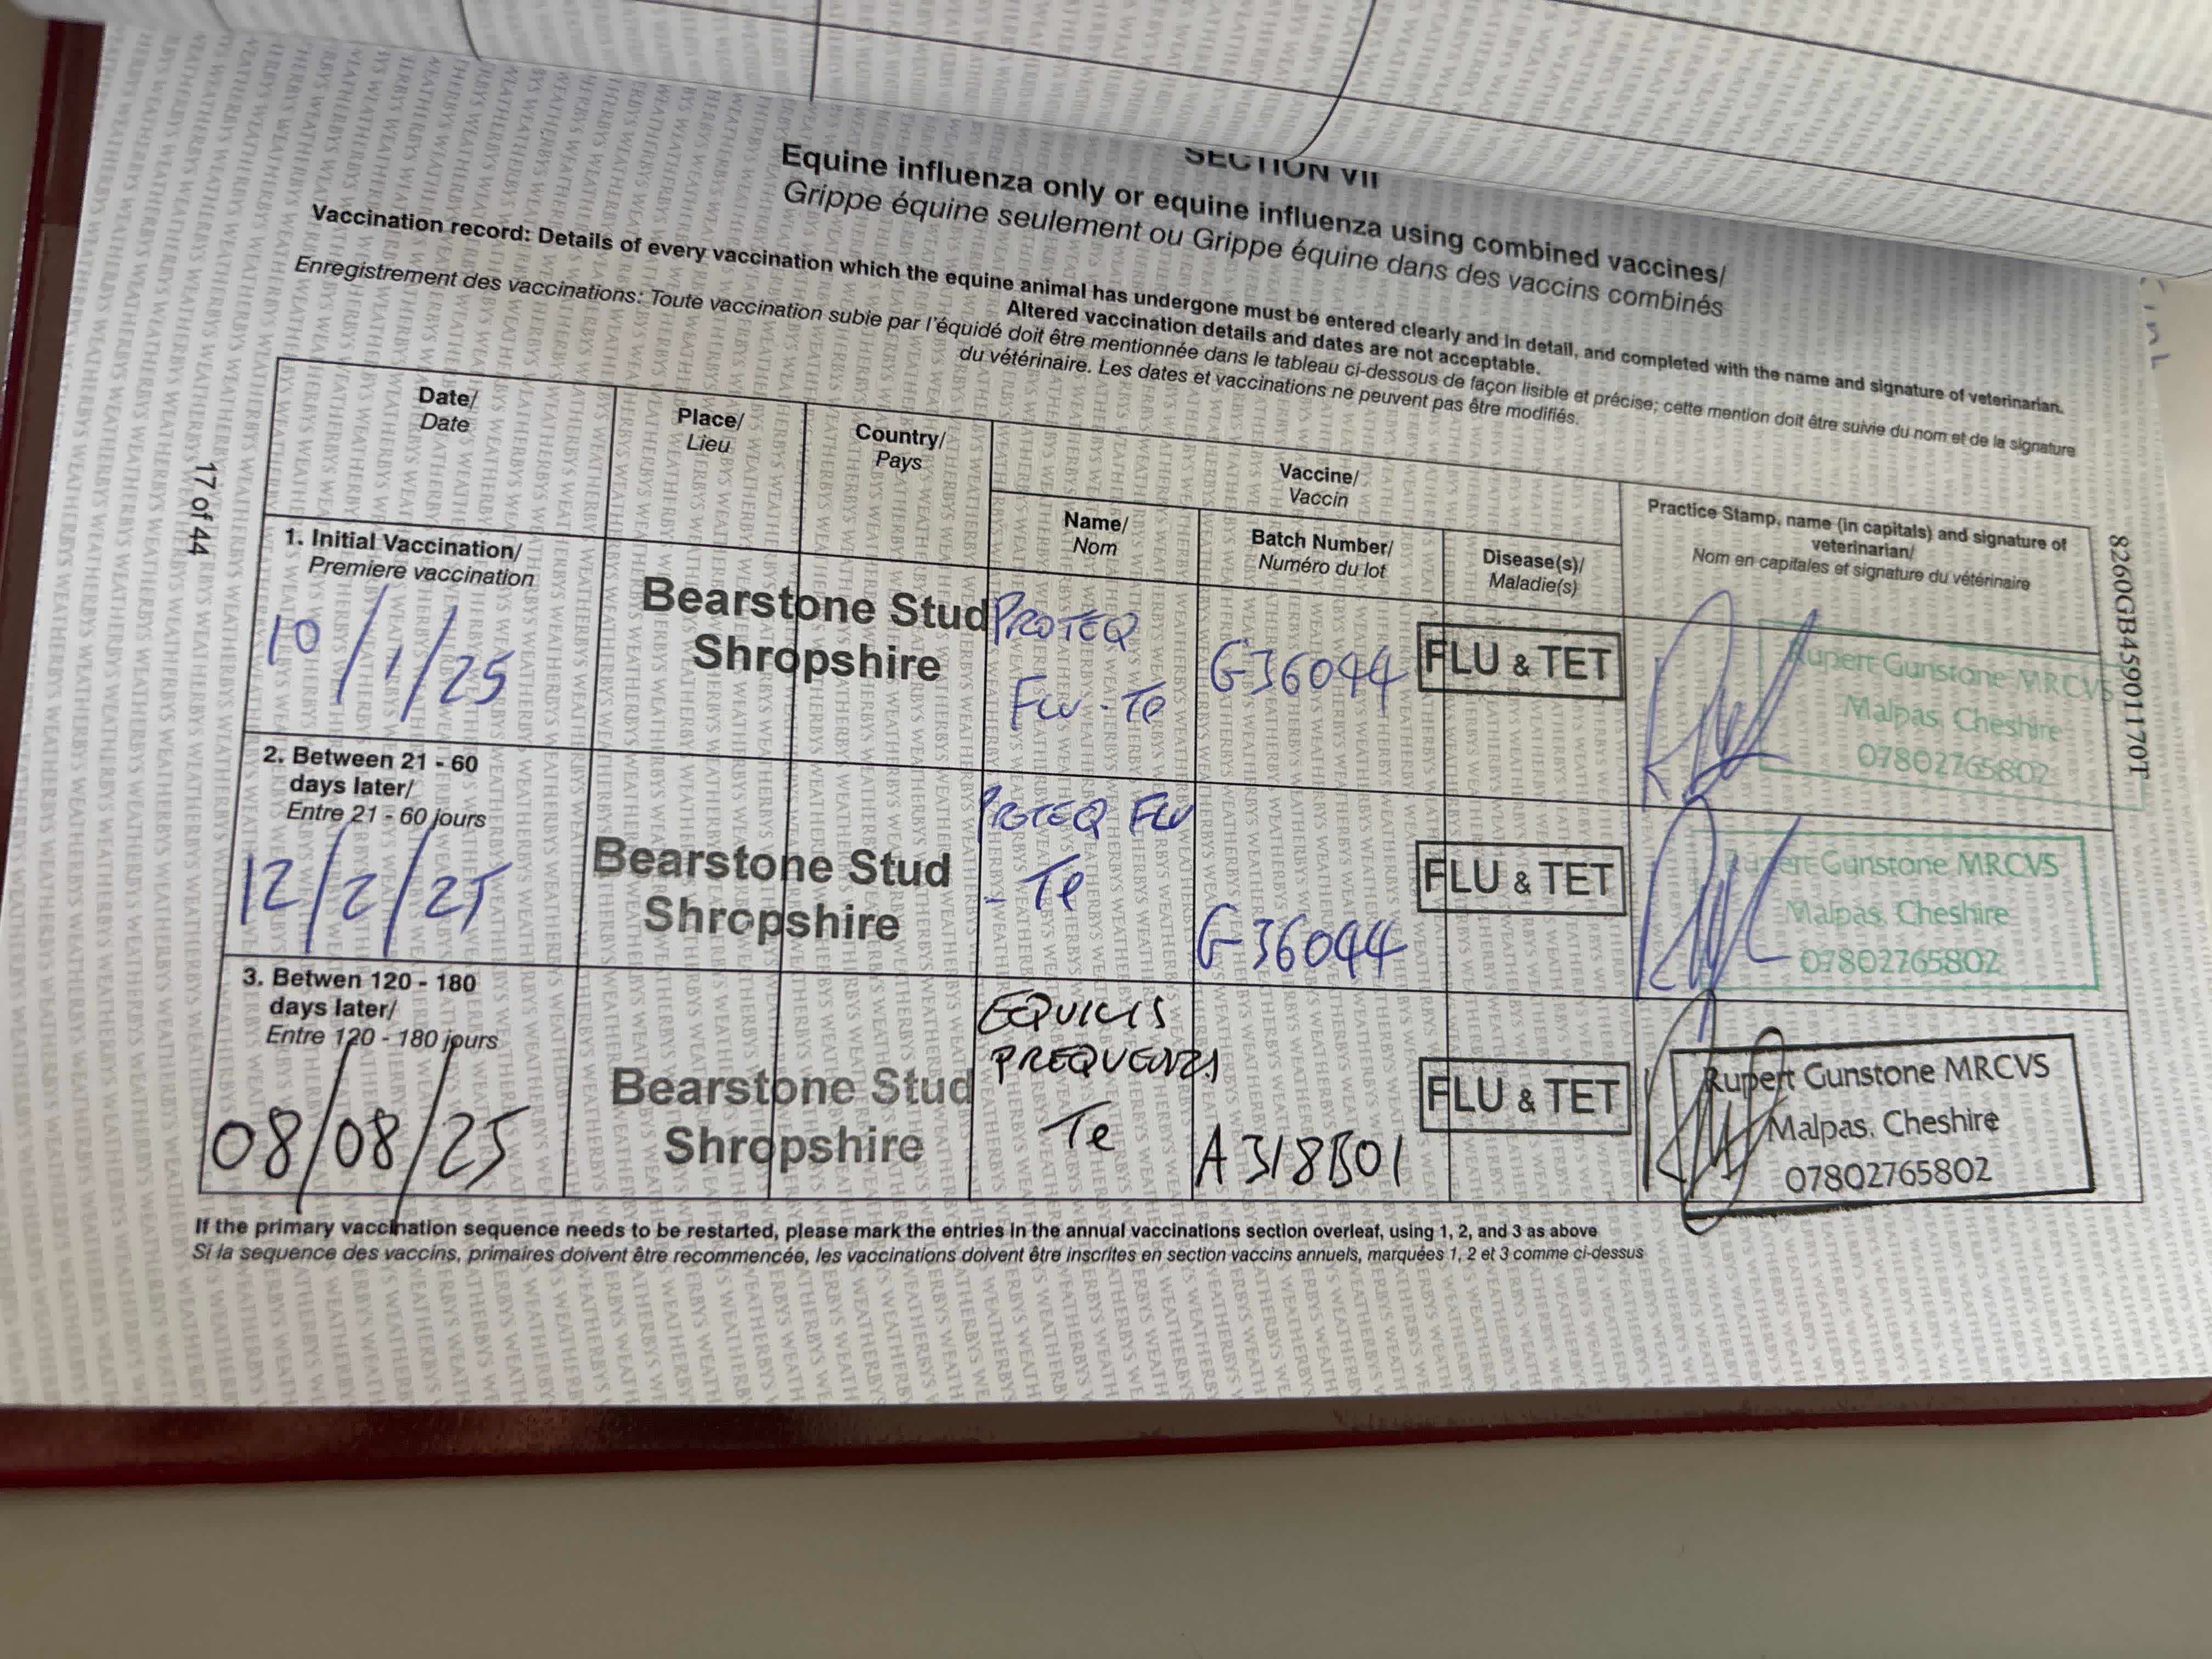 SECTION VII
Equine influenza only or equine influenza using combined vaccines/
Grippe équine seulement ou Grippe équine dans des vaccins combinés
Vaccination record: Details of every vaccination which the equine animal has undergone must be entered clearly and in detail, and completed with the name and signature of veterinarian.
Altered vaccination details and dates are not acceptable.
Enregistrement des vaccinations: Toute vaccination subie par l'équidé doit être mentionnée dans le tableau ci-dessous de façon lisible et précise; cette mention doit être suivie du nom et de la signature
du vétérinaire. Les dates et vaccinations ne peuvent pas être modifiés.
Date/
Date
Place/
Lieu
Country/
Pays
Vaccine/
Vaccin
Name/
Nom
Batch Number/
Numéro du lot
Disease(s)/
Maladie(s)
Practice Stamp, name (in capitals) and signature of
veterinarian/
Nom en capitales et signature du vétérinaire
1. Initial Vaccination/
Premiere vaccination
10/1/25
Bearstone Stud
Shropshire
PROTEQ
FLU - Te
G36044
FLU & TET
Rupert Gunstone MRCVS
Malpas. Cheshire
07802765802
2. Between 21 - 60
days later/
Entre 21 - 60 jours
12/2/25
Bearstone Stud
Shropshire
PROTEQ FLU
- Te
G36044
FLU & TET
Rupert Gunstone MRCVS
Malpas. Cheshire
07802765802
3. Betwen 120 - 180
days later/
Entre 120 - 180 jours
08/08/25
Bearstone Stud
Shropshire
PREQUENZA
Te
A318B01
FLU & TET
Rupert Gunstone MRCVS
Malpas. Cheshire
07802765802
If the primary vaccination sequence needs to be restarted, please mark the entries in the annual vaccinations section overleaf, using 1, 2, and 3 as above
Si la sequence des vaccins, primaires doivent être recommencée, les vaccinations doivent être inscrites en section vaccins annuels, marquées 1, 2 et 3 comme ci-dessus
17 of 44
8260GB45901170T
WEATHERBYS